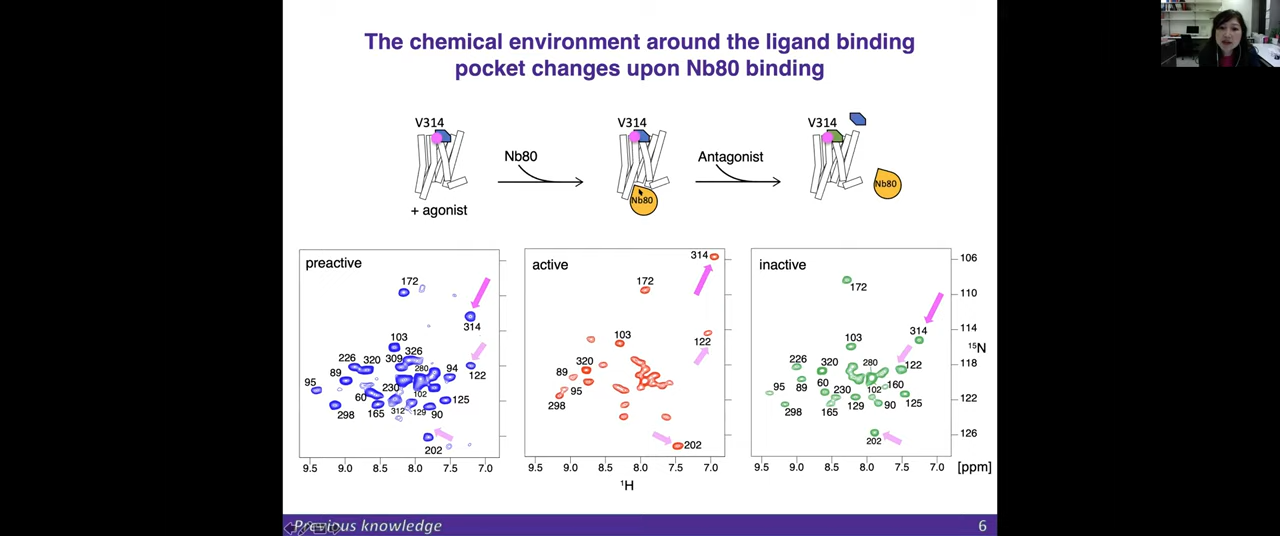 The chemical environment around the ligand binding
pocket changes upon Nb80 binding
V314
V314
V314
Nb80
Antagonist
Nb80
Nb80
+ agonist
preactive
172
314
103
326
226
320
309
94
280
89
122
95
230
102
60
125
298
165
312
129
90
202
9.5 9.0 8.5 8.0 7.5 7.0
active
314
172
122
103
320
89
95
298
202
9.5 9.0 8.5 8.0 7.5 7.0
¹H
inactive
172
314
103
280
226
320
122
89
160
95
60
230
102
125
298
165
129
90
202
9.5 9.0 8.5 8.0 7.5 7.0
[ppm]
106
110
114
¹⁵N
118
122
126
Previous knowledge
6